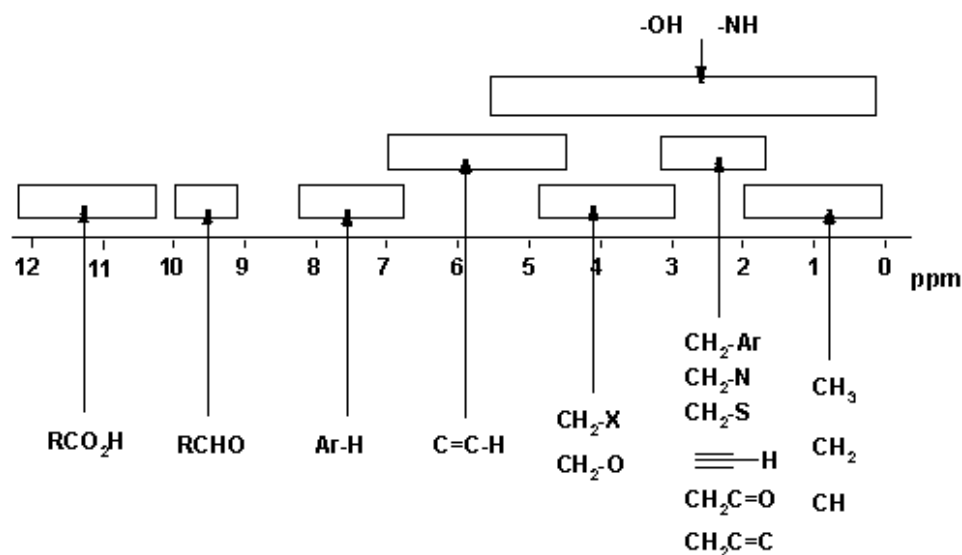 -OH -NH
12 11 10 9 8 7 6 5 4 3 2 1 0 ppm
RCO₂H
RCHO
Ar-H
C=C-H
CH₂-X
CH₂-O
CH₂-Ar
CH₂-N
CH₂-S
≡—H
CH₂C=O
CH₂C=C
CH₃
CH₂
CH